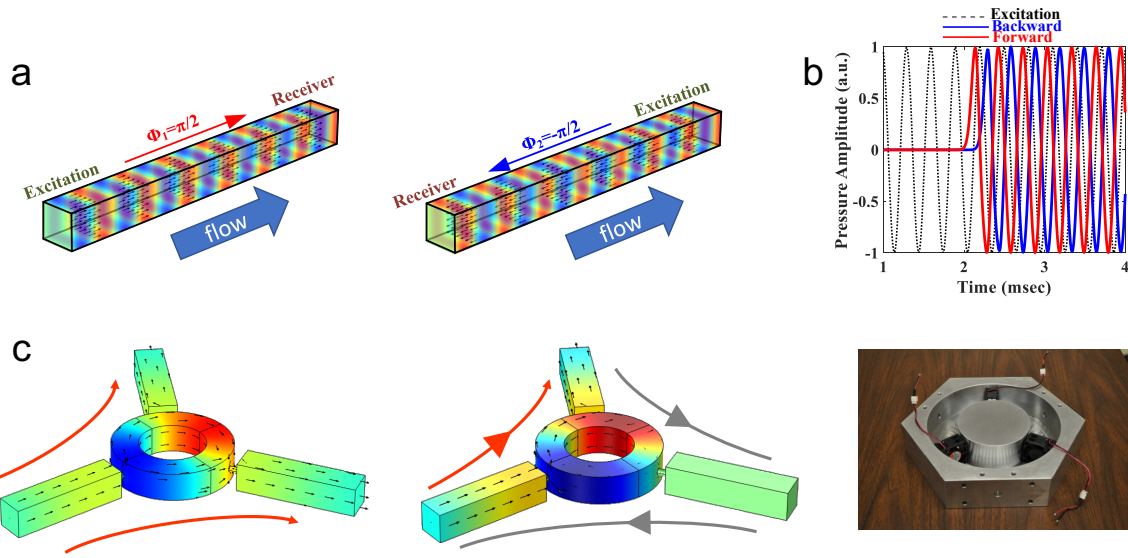 a
Receiver
Φ₁=π/2
Excitation
flow
Excitation
Φ₂=-π/2
Receiver
flow
b
Excitation
Backward
Forward
Pressure Amplitude (a.u.)
1
0.5
0
-0.5
-1
1 2 3 4
Time (msec)
c